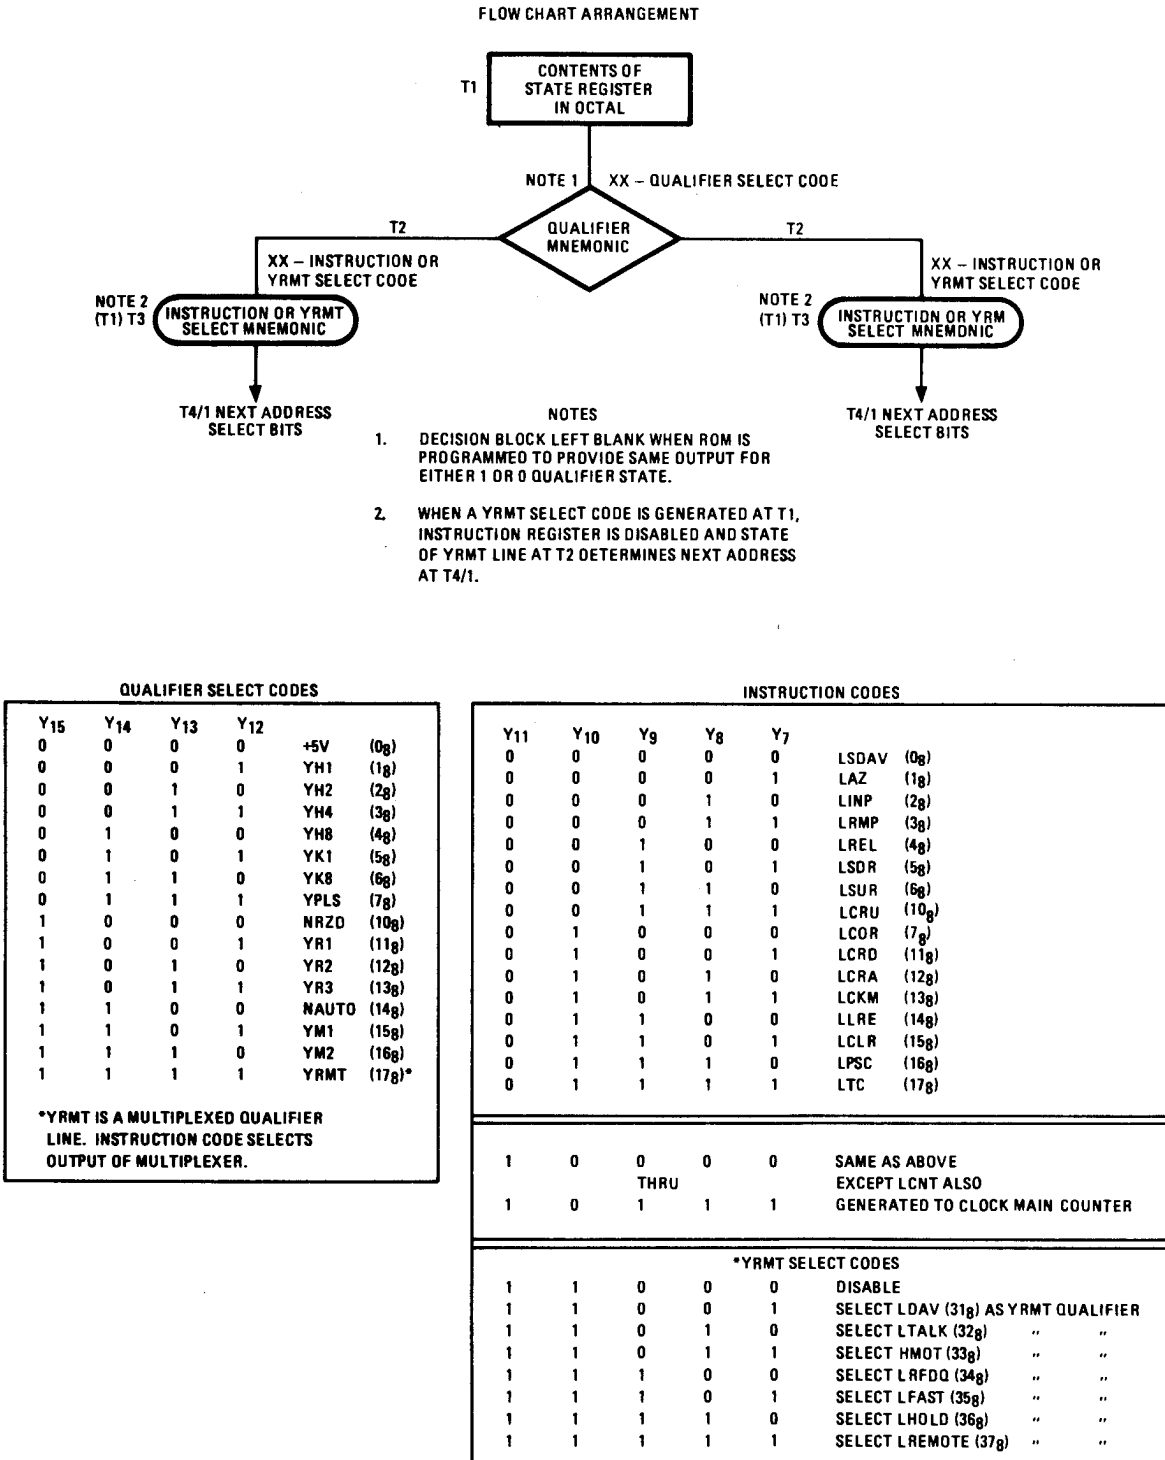 FLOW CHART ARRANGEMENT
T1
CONTENTS OF
STATE REGISTER
IN OCTAL
NOTE 1 XX – QUALIFIER SELECT CODE
T2
QUALIFIER
MNEMONIC
T2
XX – INSTRUCTION OR
YRMT SELECT CODE
XX – INSTRUCTION OR
YRMT SELECT CODE
NOTE 2
(T1) T3
INSTRUCTION OR YRMT
SELECT MNEMONIC
NOTE 2
(T1) T3
INSTRUCTION OR YRM
SELECT MNEMONIC
T4/1 NEXT ADDRESS
SELECT BITS
T4/1 NEXT ADDRESS
SELECT BITS
NOTES
1. DECISION BLOCK LEFT BLANK WHEN ROM IS
PROGRAMMED TO PROVIDE SAME OUTPUT FOR
EITHER 1 OR 0 QUALIFIER STATE.
2. WHEN A YRMT SELECT CODE IS GENERATED AT T1,
INSTRUCTION REGISTER IS DISABLED AND STATE
OF YRMT LINE AT T2 DETERMINES NEXT ADDRESS
AT T4/1.
QUALIFIER SELECT CODES
Y15 Y14 Y13 Y12
0 0 0 0 +5V (08)
0 0 0 1 YH1 (18)
0 0 1 0 YH2 (28)
0 0 1 1 YH4 (38)
0 1 0 0 YH8 (48)
0 1 0 1 YK1 (58)
0 1 1 0 YK8 (68)
0 1 1 1 YPLS (78)
1 0 0 0 NRZD (108)
1 0 0 1 YR1 (118)
1 0 1 0 YR2 (128)
1 0 1 1 YR3 (138)
1 1 0 0 NAUTO (148)
1 1 0 1 YM1 (158)
1 1 1 0 YM2 (168)
1 1 1 1 YRMT (178)*
*YRMT IS A MULTIPLEXED QUALIFIER
LINE. INSTRUCTION CODE SELECTS
OUTPUT OF MULTIPLEXER.
INSTRUCTION CODES
Y11 Y10 Y9 Y8 Y7
0 0 0 0 0 LSDAV (08)
0 0 0 0 1 LAZ (18)
0 0 0 1 0 LINP (28)
0 0 0 1 1 LRMP (38)
0 0 1 0 0 LREL (48)
0 0 1 0 1 LSDR (58)
0 0 1 1 0 LSUR (68)
0 0 1 1 1 LCRU (108)
0 1 0 0 0 LCOR (78)
0 1 0 0 1 LCRD (118)
0 1 0 1 0 LCRA (128)
0 1 0 1 1 LCKM (138)
0 1 1 0 0 LLRE (148)
0 1 1 0 1 LCLR (158)
0 1 1 1 0 LPSC (168)
0 1 1 1 1 LTC (178)
1 0 0 0 0 SAME AS ABOVE
THRU EXCEPT LCNT ALSO
1 0 1 1 1 GENERATED TO CLOCK MAIN COUNTER
*YRMT SELECT CODES
1 1 0 0 0 DISABLE
1 1 0 0 1 SELECT LDAV (318) AS YRMT QUALIFIER
1 1 0 1 0 SELECT LTALK (328) " "
1 1 0 1 1 SELECT HMOT (338) " "
1 1 1 0 0 SELECT LRFDQ (348) " "
1 1 1 0 1 SELECT LFAST (358) " "
1 1 1 1 0 SELECT LHOLD (368) " "
1 1 1 1 1 SELECT LREMOTE (378) " "